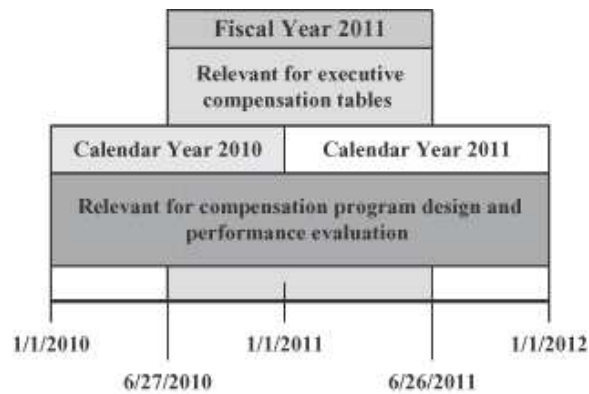 Fiscal Year 2011
Relevant for executive
compensation tables
Calendar Year 2010
Calendar Year 2011
Relevant for compensation program design and
performance evaluation
1/1/2010
1/1/2011
1/1/2012
6/27/2010
6/26/2011